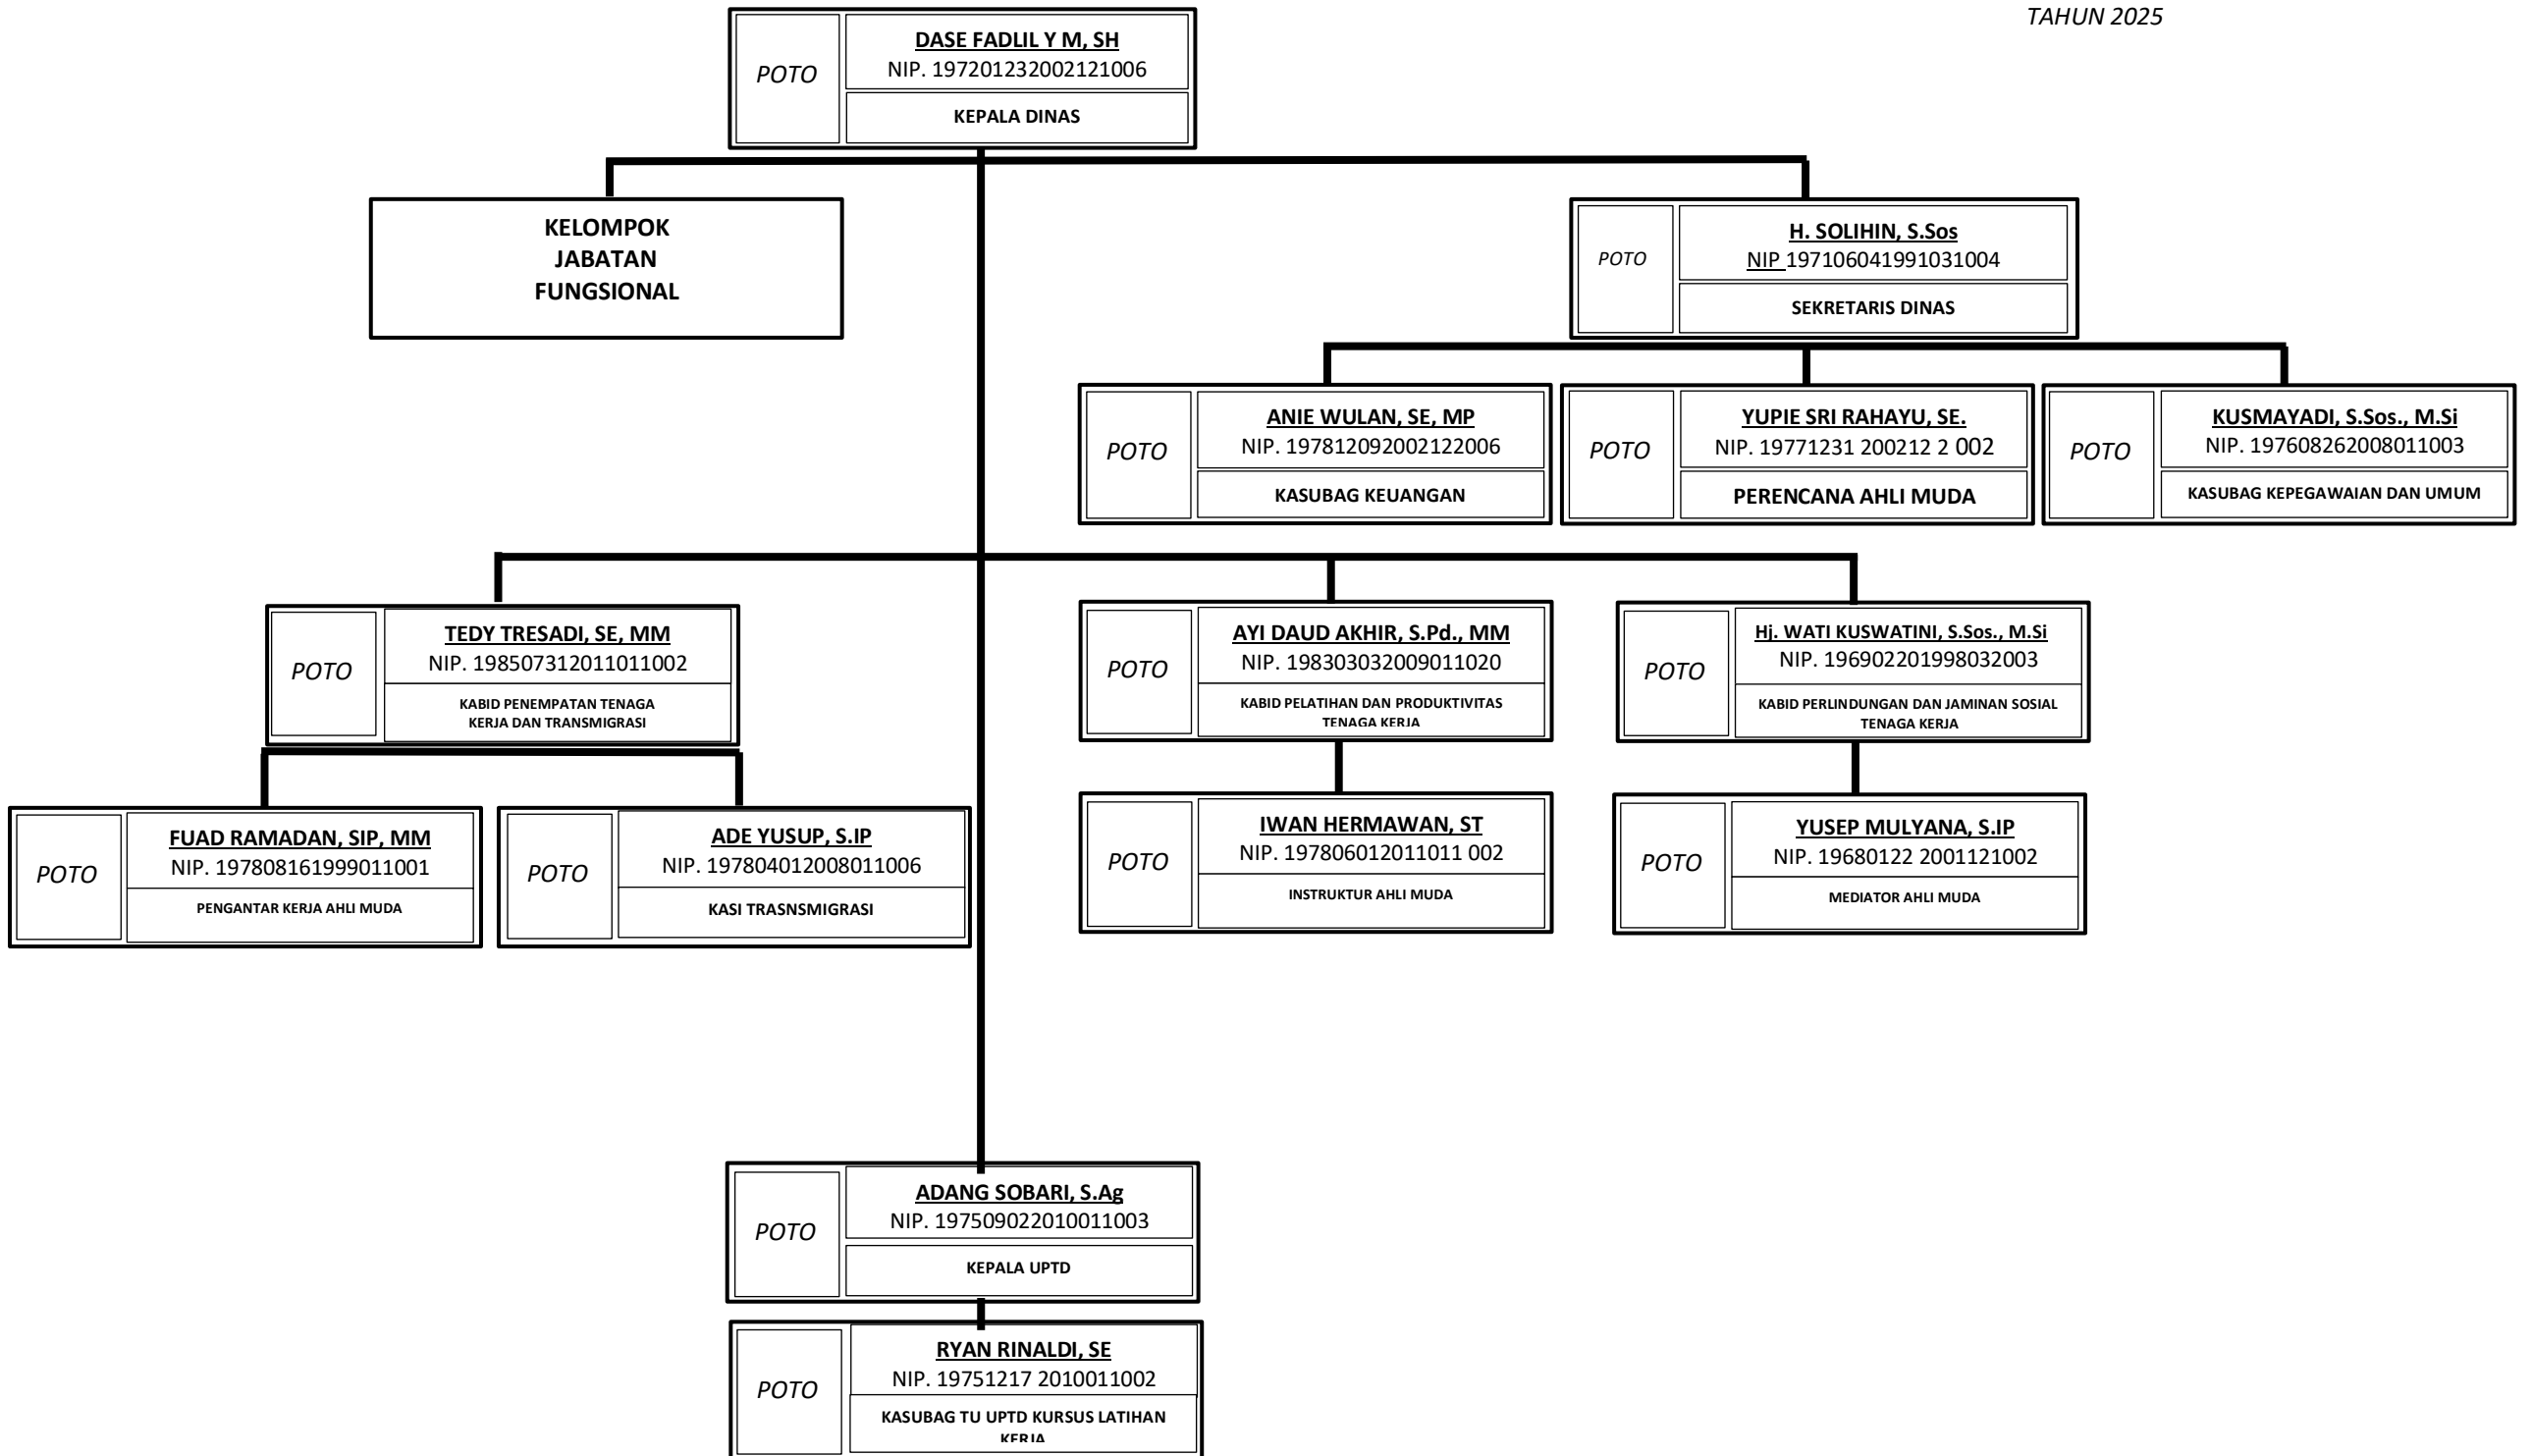 TAHUN 2025
POTO
DASE FADLIL Y M, SH
NIP. 197201232002121006
KEPALA DINAS
KELOMPOK
JABATAN
FUNGSIONAL
POTO
H. SOLIHIN, S.Sos
NIP 197106041991031004
SEKRETARIS DINAS
POTO
ANIE WULAN, SE, MP
NIP. 197812092002122006
KASUBAG KEUANGAN
POTO
YUPIE SRI RAHAYU, SE.
NIP. 19771231 200212 2 002
PERENCANA AHLI MUDA
POTO
KUSMAYADI, S.Sos., M.Si
NIP. 197608262008011003
KASUBAG KEPEGAWAIAN DAN UMUM
POTO
TEDY TRESADI, SE, MM
NIP. 198507312011011002
KABID PENEMPATAN TENAGA
KERJA DAN TRANSMIGRASI
POTO
AYI DAUD AKHIR, S.Pd., MM
NIP. 198303032009011020
KABID PELATIHAN DAN PRODUKTIVITAS
TENAGA KERJA
POTO
Hj. WATI KUSWATINI, S.Sos., M.Si
NIP. 196902201998032003
KABID PERLINDUNGAN DAN JAMINAN SOSIAL
TENAGA KERJA
POTO
FUAD RAMADAN, SIP, MM
NIP. 197808161999011001
PENGANTAR KERJA AHLI MUDA
POTO
ADE YUSUP, S.IP
NIP. 197804012008011006
KASI TRASNSMIGRASI
POTO
IWAN HERMAWAN, ST
NIP. 197806012011011 002
INSTRUKTUR AHLI MUDA
POTO
YUSEP MULYANA, S.IP
NIP. 19680122 2001121002
MEDIATOR AHLI MUDA
POTO
ADANG SOBARI, S.Ag
NIP. 197509022010011003
KEPALA UPTD
POTO
RYAN RINALDI, SE
NIP. 19751217 2010011002
KASUBAG TU UPTD KURSUS LATIHAN
KERJA